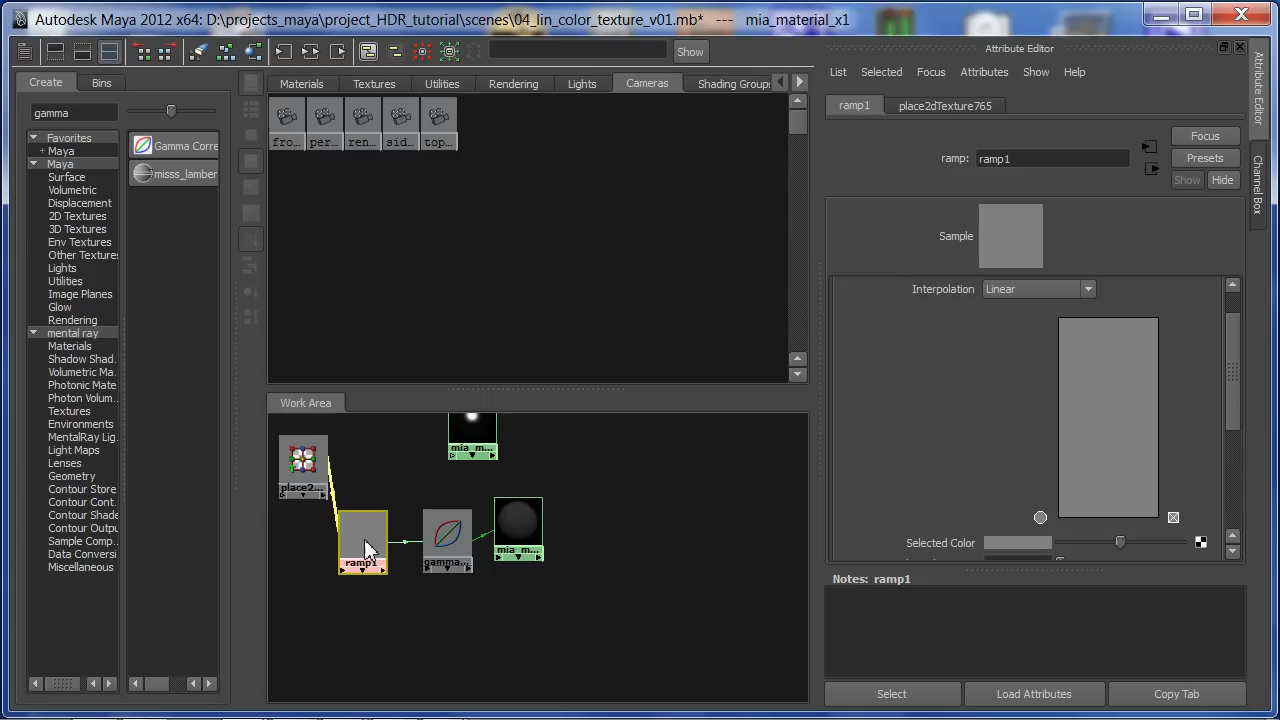 Autodesk Maya 2012 x64: D:\projects_maya\project_HDR_tutorial\scenes\04_lin_color_texture_v01.mb* --- mia_material_x1
Show
Create
Bins
gamma
Favorites
+ Maya
Maya
Surface
Volumetric
Displacement
2D Textures
3D Textures
Env Textures
Other Textures
Lights
Utilities
Image Planes
Glow
Rendering
mental ray
Materials
Shadow Shad.
Volumetric Ma.
Photonic Mate
Photon Volum.
Textures
Environments
MentalRay Lig.
Light Maps
Lenses
Geometry
Contour Store
Contour Cont.
Contour Shade
Contour Outpu
Sample Comp.
Data Conversi
Miscellaneous
Gamma Corre
misss_lamber
Materials
Textures
Utilities
Rendering
Lights
Cameras
Shading Groups
fro...
per...
ren...
sid...
top...
Work Area
mia_m...
place2...
ramp1
gamma...
mia_m...
Attribute Editor
List
Selected
Focus
Attributes
Show
Help
ramp1
place2dTexture765
ramp:
ramp1
Focus
Presets
Show
Hide
Sample
Interpolation
Linear
Selected Color
Notes: ramp1
Select
Load Attributes
Copy Tab
Attribute Editor
Channel Box